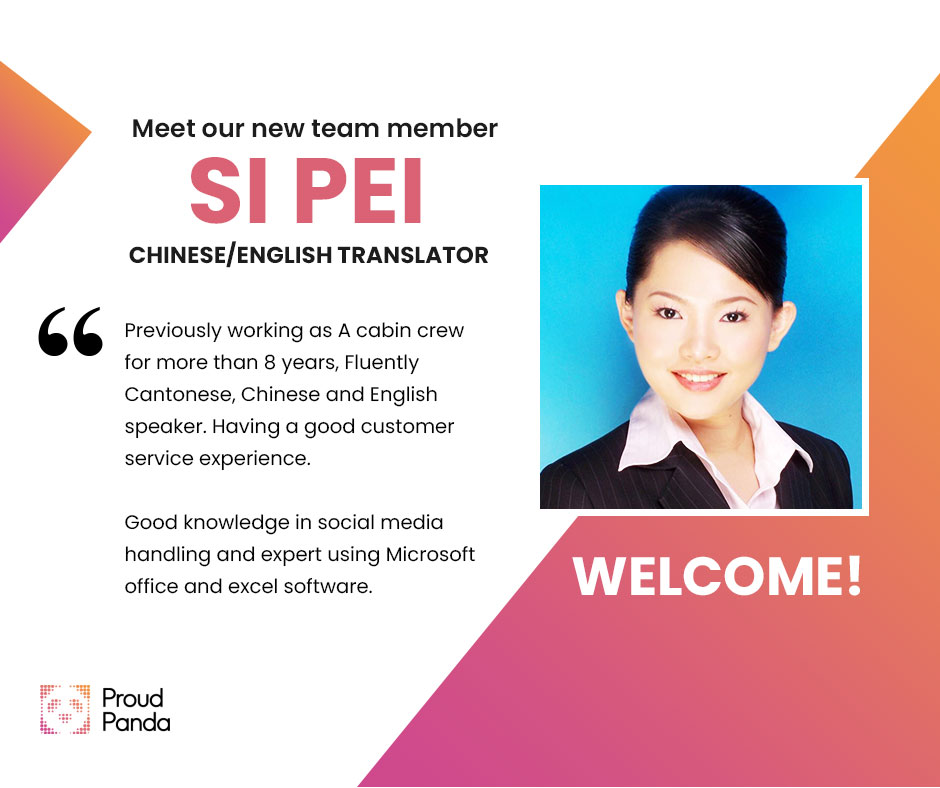 Meet our new team member
SI PEI
CHINESE/ENGLISH TRANSLATOR
“
Previously working as A cabin crew
for more than 8 years, Fluently
Cantonese, Chinese and English
speaker. Having a good customer
service experience.
Good knowledge in social media
handling and expert using Microsoft
office and excel software.
WELCOME!
Proud
Panda